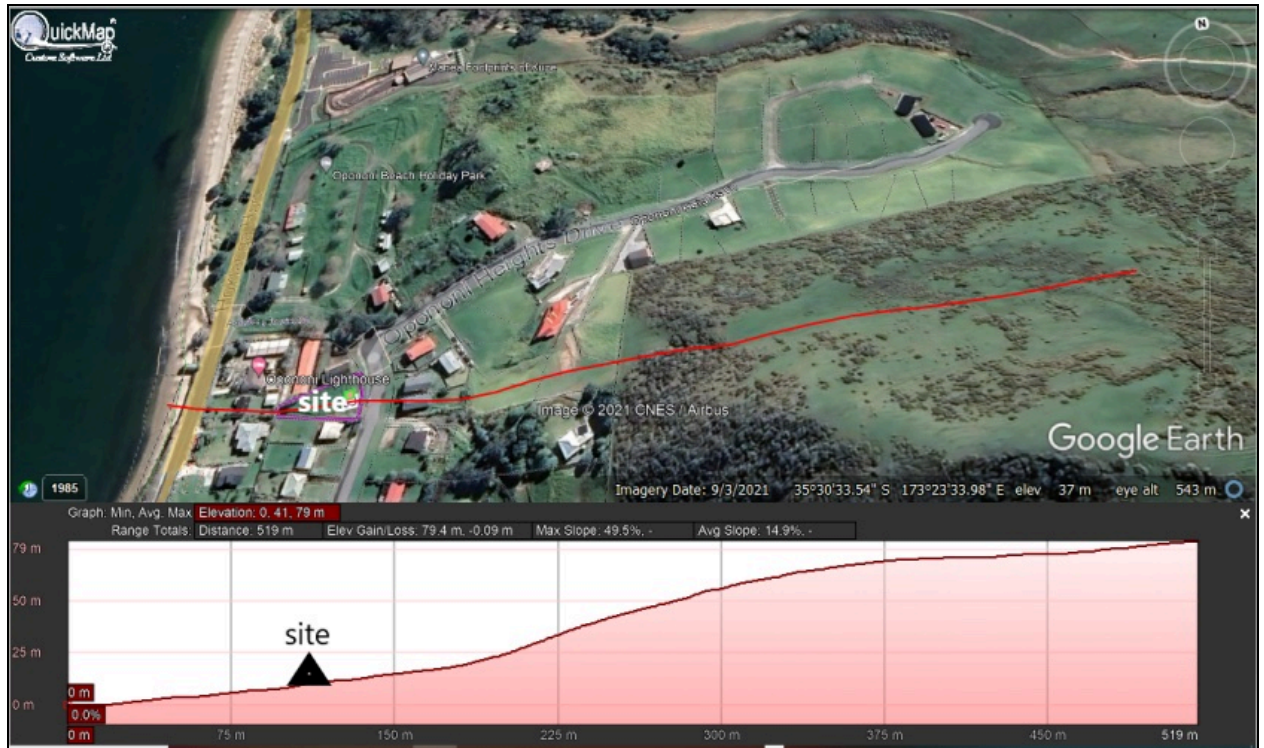 QuickMap
Custom Software Ltd
N
Manea Footprints of Kupe
Opononi Beach Holiday Park
Opononi Heights Drive
Opononi Lighthouse
site
Image © 2021 CNES / Airbus
Google Earth
1985
Imagery Date: 9/3/2021 35°30'33.54" S 173°23'33.98" E elev 37 m eye alt 543 m
Graph: Min, Avg, Max Elevation: 0, 41, 79 m
Range Totals: Distance: 519 m Elev Gain/Loss: 79.4 m, -0.09 m Max Slope: 49.5%, - Avg Slope: 14.9%, -
79 m
50 m
25 m
0 m
site
0 m
0.0%
0 m
75 m
150 m
225 m
300 m
375 m
450 m
519 m